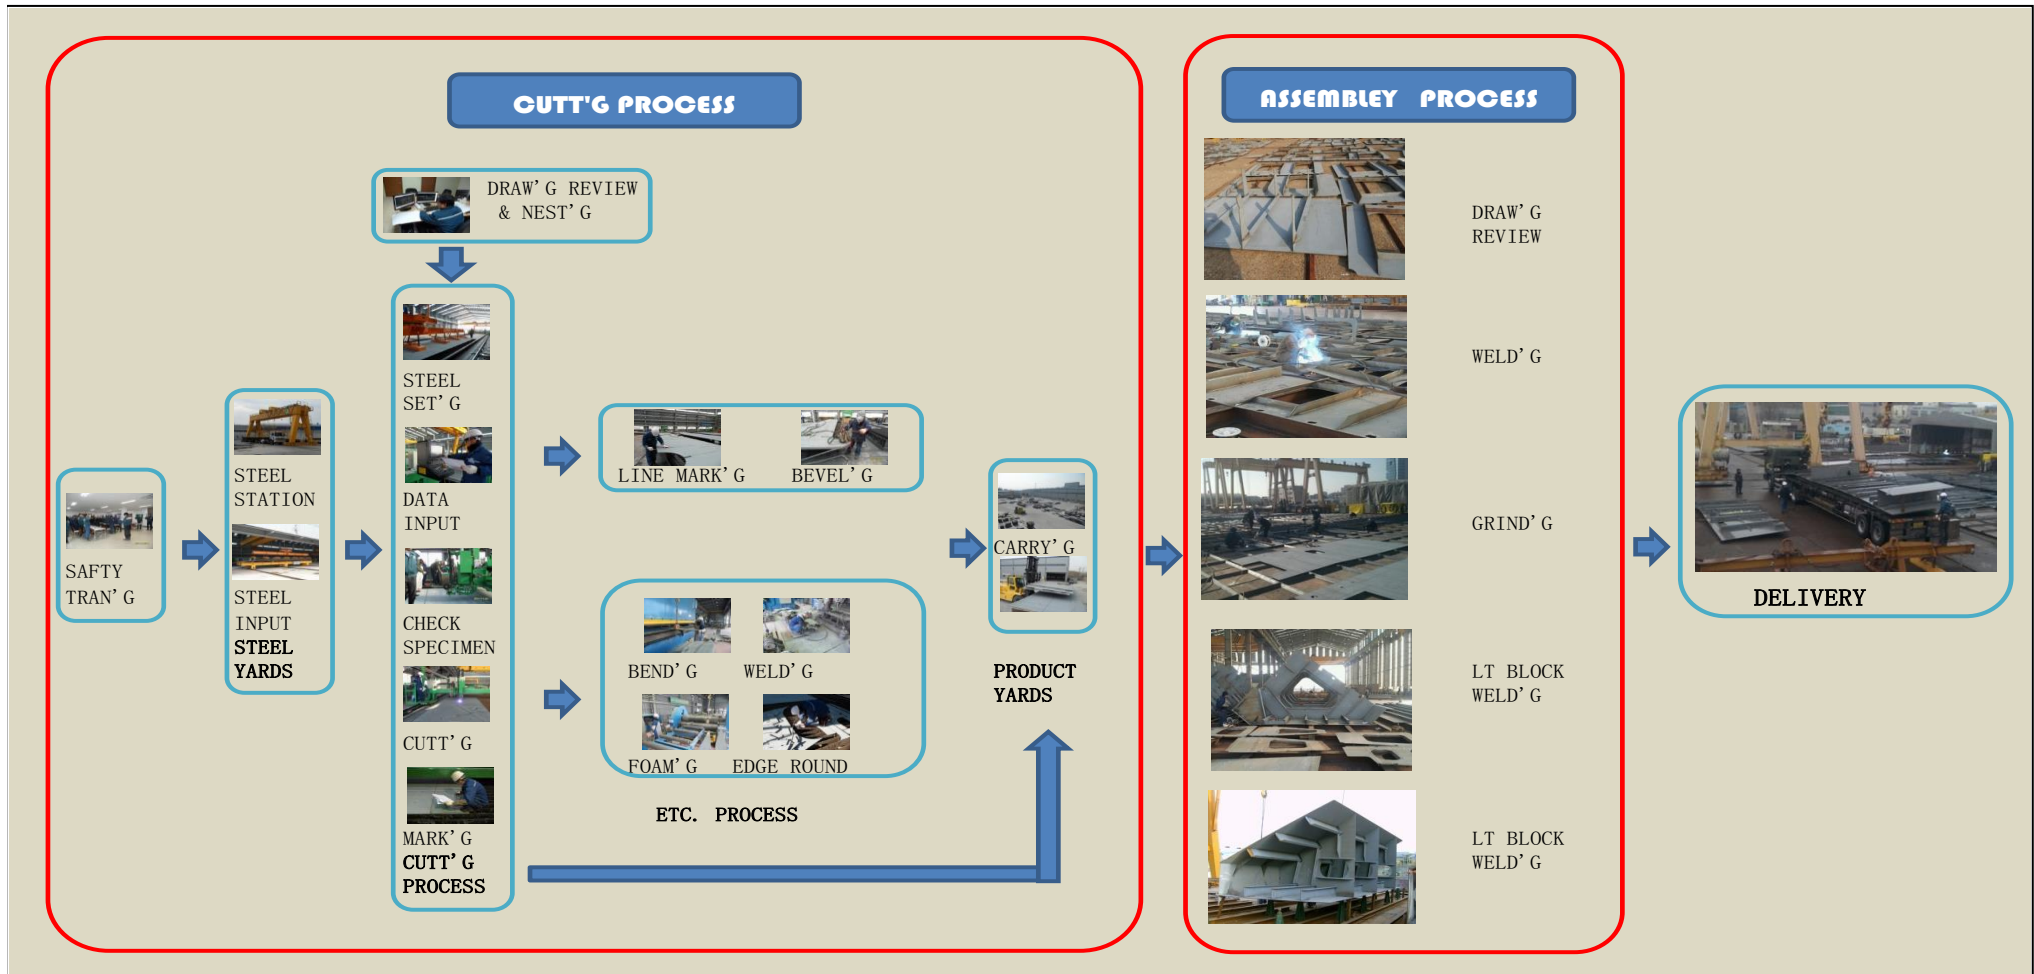 CUTT'G PROCESS
DRAW'G REVIEW
& NEST'G
SAFTY
TRAN'G
STEEL
STATION
STEEL
INPUT
STEEL
YARDS
STEEL
SET'G
DATA
INPUT
CHECK
SPECIMEN
CUTT'G
MARK'G
CUTT'G
PROCESS
LINE MARK'G
BEVEL'G
BEND'G
WELD'G
FOAM'G
EDGE ROUND
ETC. PROCESS
CARRY'G
PRODUCT
YARDS
ASSEMBLEY PROCESS
DRAW'G
REVIEW
WELD'G
GRIND'G
LT BLOCK
WELD'G
LT BLOCK
WELD'G
DELIVERY